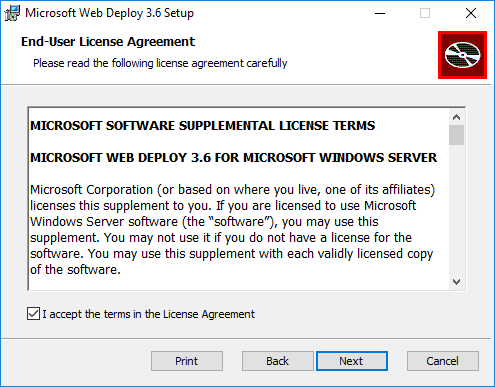 Microsoft Web Deploy 3.6 Setup
End-User License Agreement
Please read the following license agreement carefully
MICROSOFT SOFTWARE SUPPLEMENTAL LICENSE TERMS
MICROSOFT WEB DEPLOY 3.6 FOR MICROSOFT WINDOWS SERVER
Microsoft Corporation (or based on where you live, one of its affiliates)
licenses this supplement to you. If you are licensed to use Microsoft
Windows Server software (the “software”), you may use this
supplement. You may not use it if you do not have a license for the
software. You may use this supplement with each validly licensed copy
of the software.
I accept the terms in the License Agreement
Print
Back
Next
Cancel